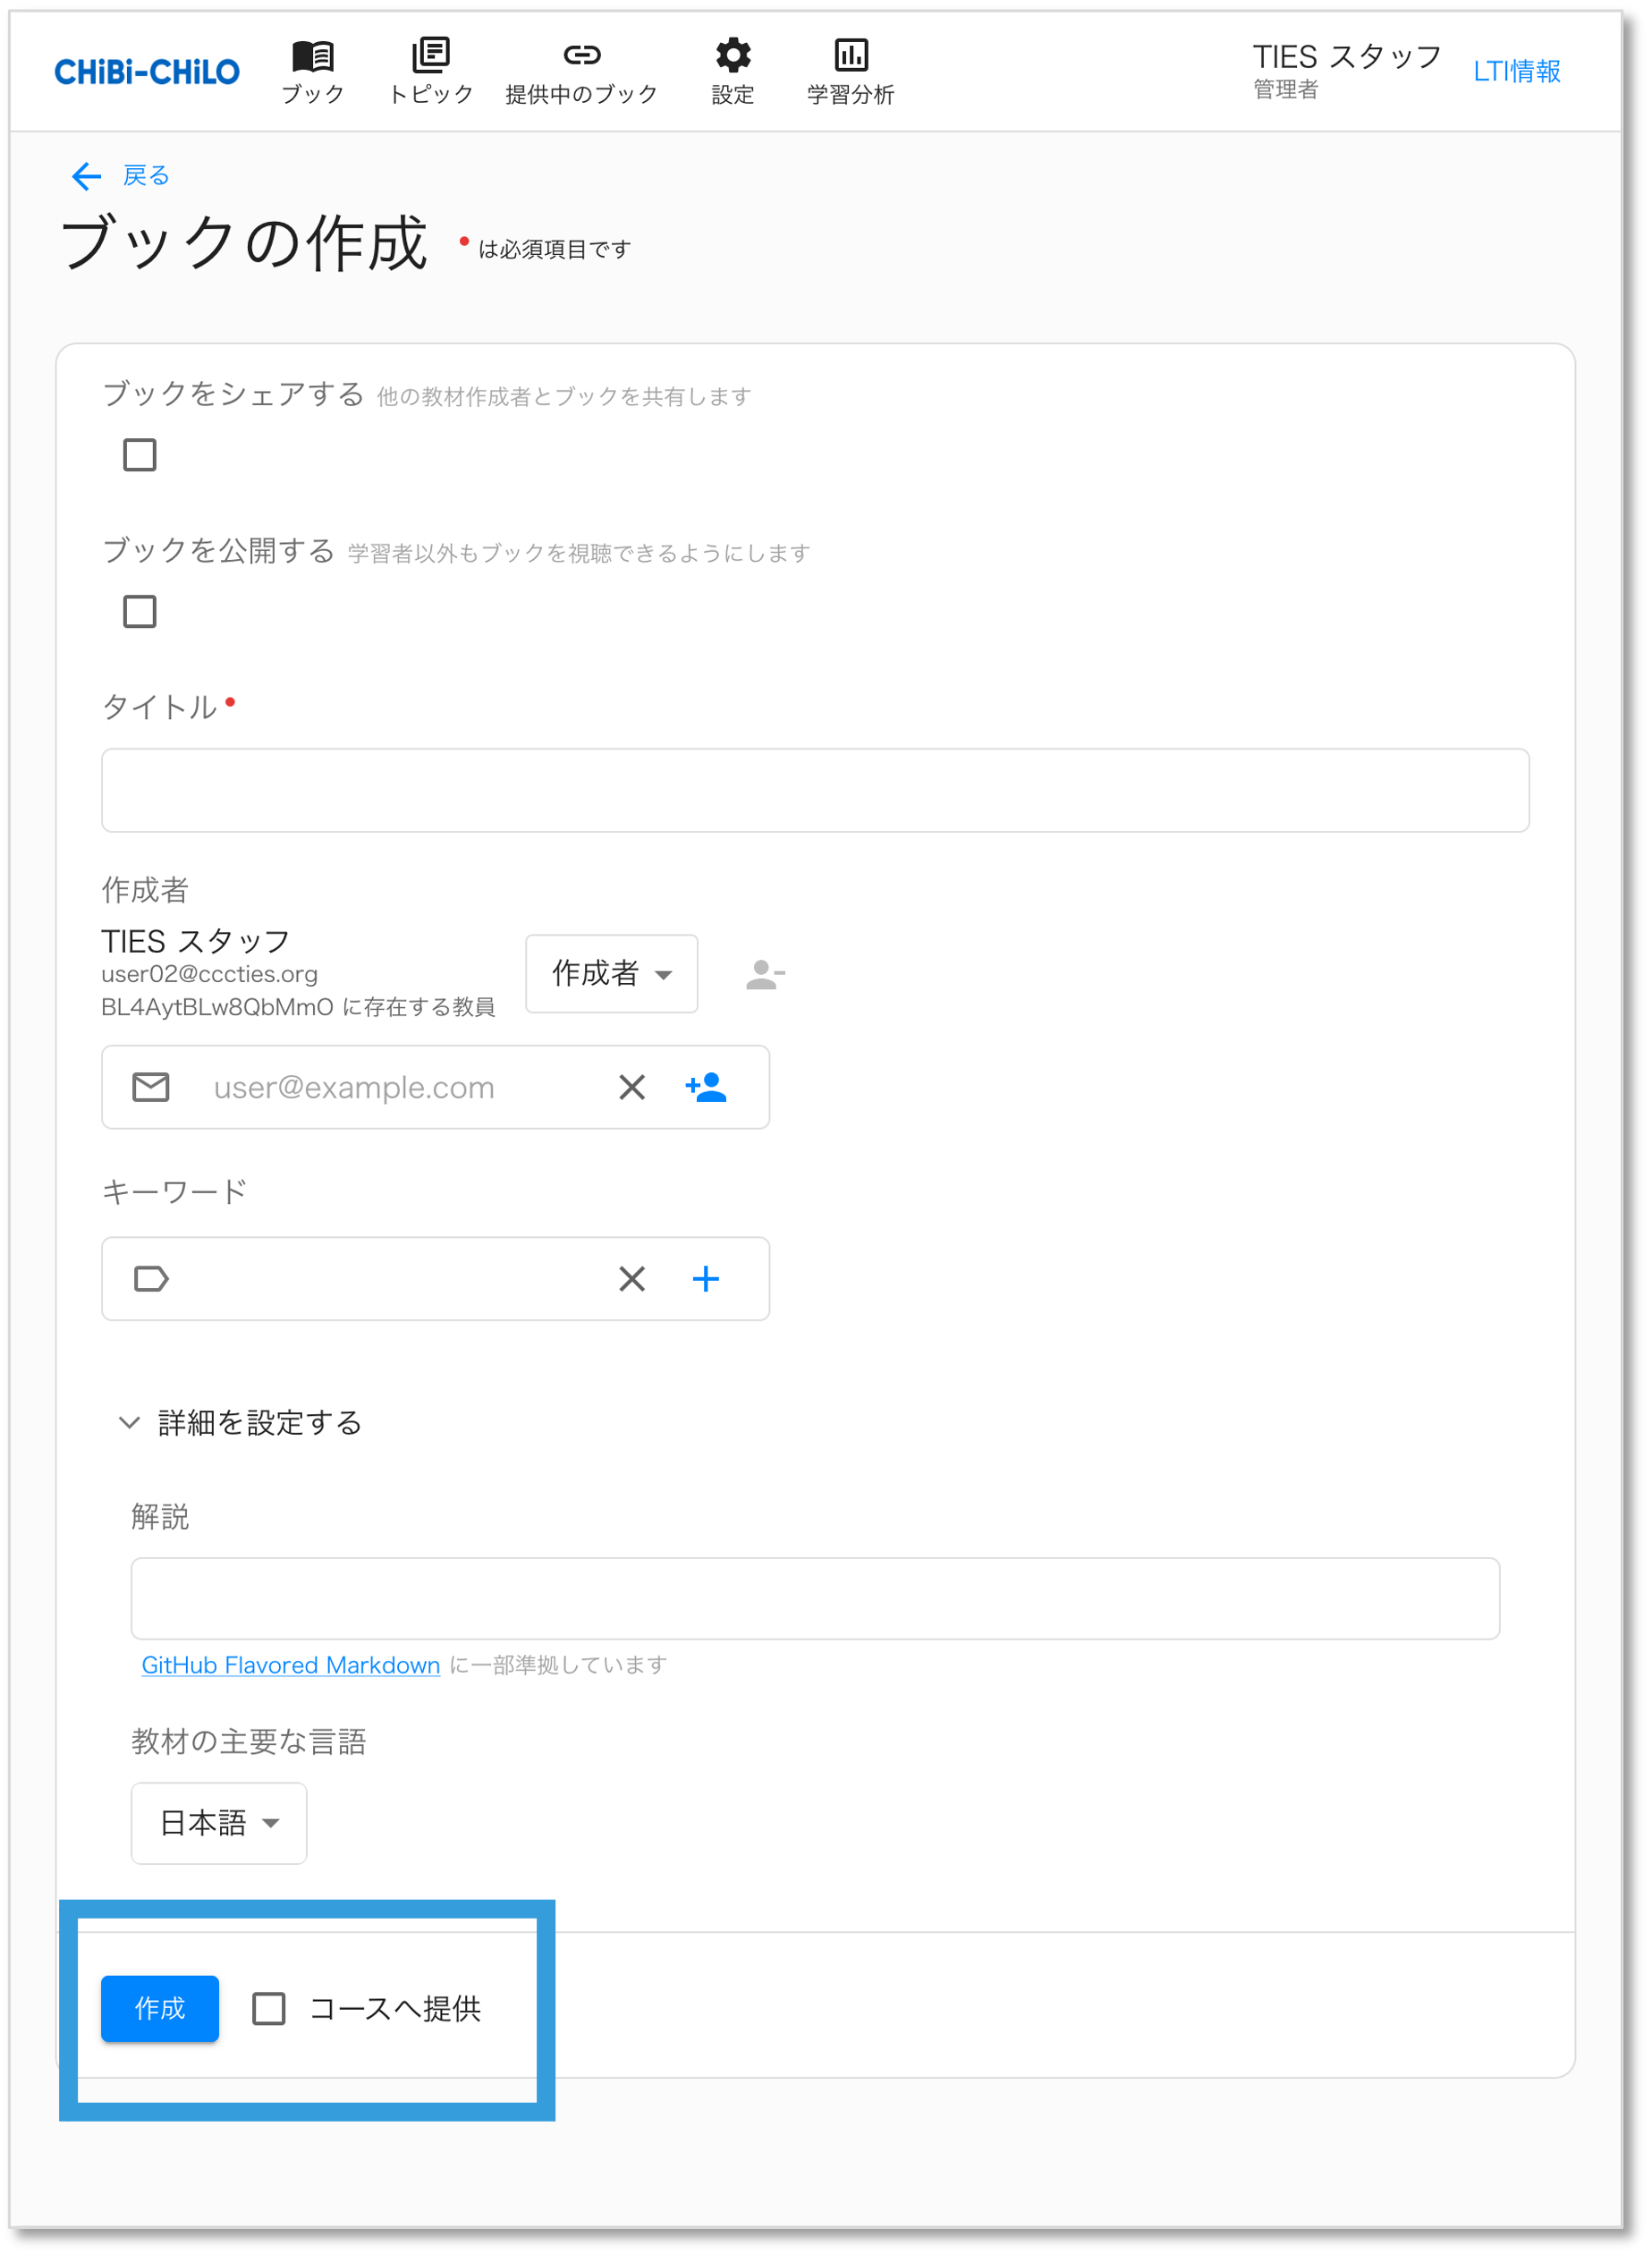 CHiBi-CHiLO
ブック
トピック
提供中のブック
設定
学習分析
TIES スタッフ
管理者
LTI情報
戻る
ブックの作成 • は必須項目です
ブックをシェアする 他の教材作成者とブックを共有します
ブックを公開する 学習者以外もブックを視聴できるようにします
タイトル •
作成者
TIES スタッフ
user02@cccties.org
BL4AytBLw8QbMmO に存在する教員
作成者
user@example.com
キーワード
詳細を設定する
解説
GitHub Flavored Markdown に一部準拠しています
教材の主要な言語
日本語
作成
コースへ提供